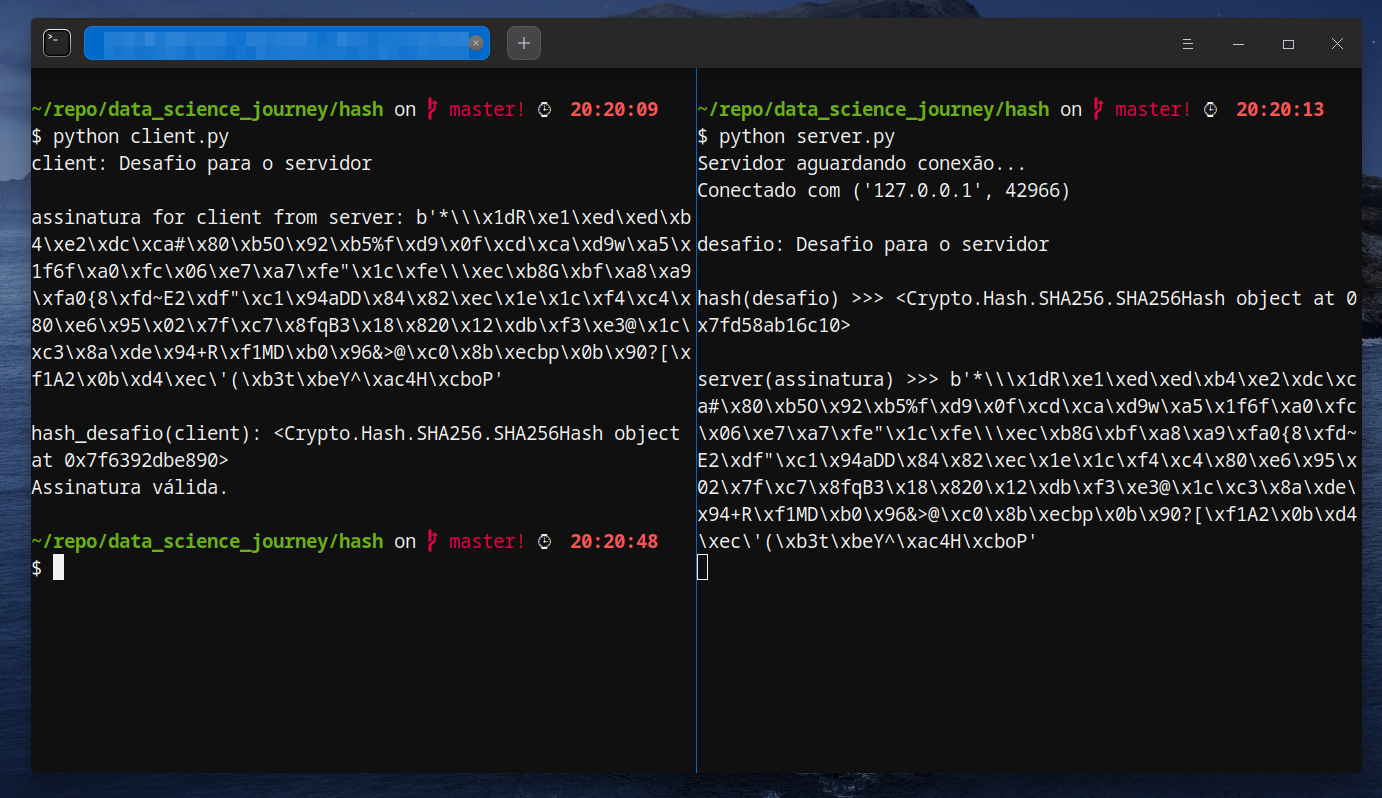 ~/repo/data_science_journey/hash on master! 20:20:09
$ python client.py
client: Desafio para o servidor
assinatura for client from server: b'*\\\x1dR\xe1\xed\xed\xb
4\xe2\xdc\xca#\x80\xb5O\x92\xb5%f\xd9\x0f\xcd\xca\xd9w\xa5\x
1f6f\xa0\xfc\x06\xe7\xa7\xfe"\x1c\xfe\\\xec\xb8G\xbf\xa8\xa9
\xfa0{8\xfd~E2\xdf"\xc1\x94aDD\x84\x82\xec\x1e\x1c\xf4\xc4\x
80\xe6\x95\x02\x7f\xc7\x8fqB3\x18\x820\x12\xdb\xf3\xe3@\x1c\
xc3\x8a\xde\x94+R\xf1MD\xb0\x96&>@\xc0\x8b\xecbp\x0b\x90?[\x
f1A2\x0b\xd4\xec\'(\xb3t\xbeY^\xac4H\xcboP'
hash_desafio(client): <Crypto.Hash.SHA256.SHA256Hash object
at 0x7f6392dbe890>
Assinatura válida.
~/repo/data_science_journey/hash on master! 20:20:48
$
~/repo/data_science_journey/hash on master! 20:20:13
$ python server.py
Servidor aguardando conexão...
Conectado com ('127.0.0.1', 42966)
desafio: Desafio para o servidor
hash(desafio) >>> <Crypto.Hash.SHA256.SHA256Hash object at 0
x7fd58ab16c10>
server(assinatura) >>> b'*\\\x1dR\xe1\xed\xed\xb4\xe2\xdc\xc
a#\x80\xb5O\x92\xb5%f\xd9\x0f\xcd\xca\xd9w\xa5\x1f6f\xa0\xfc
\x06\xe7\xa7\xfe"\x1c\xfe\\\xec\xb8G\xbf\xa8\xa9\xfa0{8\xfd~
E2\xdf"\xc1\x94aDD\x84\x82\xec\x1e\x1c\xf4\xc4\x80\xe6\x95\x
02\x7f\xc7\x8fqB3\x18\x820\x12\xdb\xf3\xe3@\x1c\xc3\x8a\xde\
x94+R\xf1MD\xb0\x96&>@\xc0\x8b\xecbp\x0b\x90?[\xf1A2\x0b\xd4
\xec\'(\xb3t\xbeY^\xac4H\xcboP'